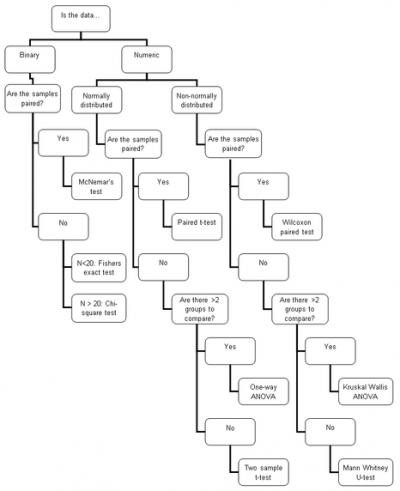 Is the data...
Binary
Numeric
Are the samples
paired?
Normally
distributed
Non-normally
distributed
Yes
Are the samples
paired?
Are the samples
paired?
McNemar's
test
Yes
Yes
No
Paired t-test
Wilcoxon
paired test
N<20: Fishers
exact test
No
No
N > 20: Chi-
square test
Are there >2
groups to
compare?
Are there >2
groups to
compare?
Yes
Yes
One-way
ANOVA
Kruskal Wallis
ANOVA
No
No
Two sample
t-test
Mann Whitney
U-test